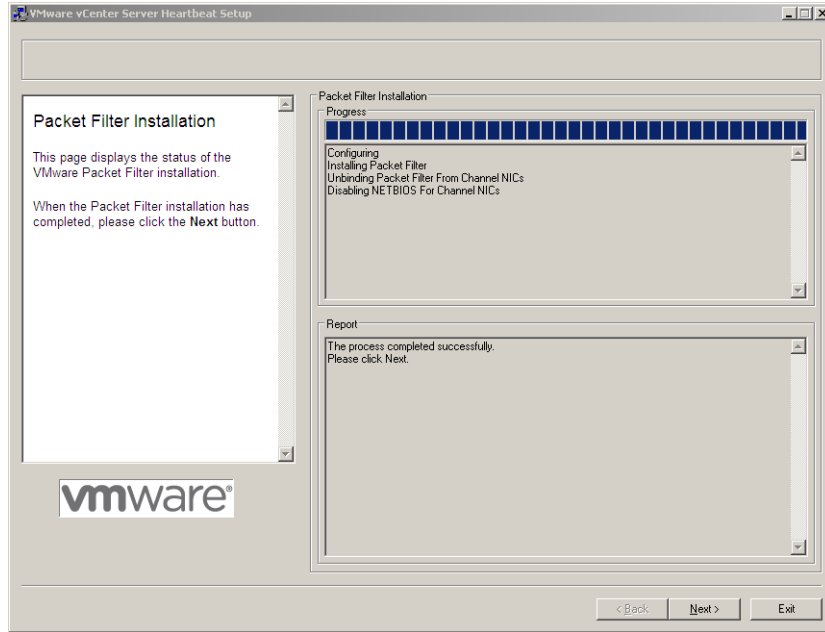 VMware vCenter Server Heartbeat Setup
Packet Filter Installation
This page displays the status of the
VMware Packet Filter installation.
When the Packet Filter installation has
completed, please click the Next button.
vmware®
Packet Filter Installation
Progress
Configuring
Installing Packet Filter
Unbinding Packet Filter From Channel NICs
Disabling NETBIOS For Channel NICs
Report
The process completed successfully.
Please click Next.
< Back
Next >
Exit